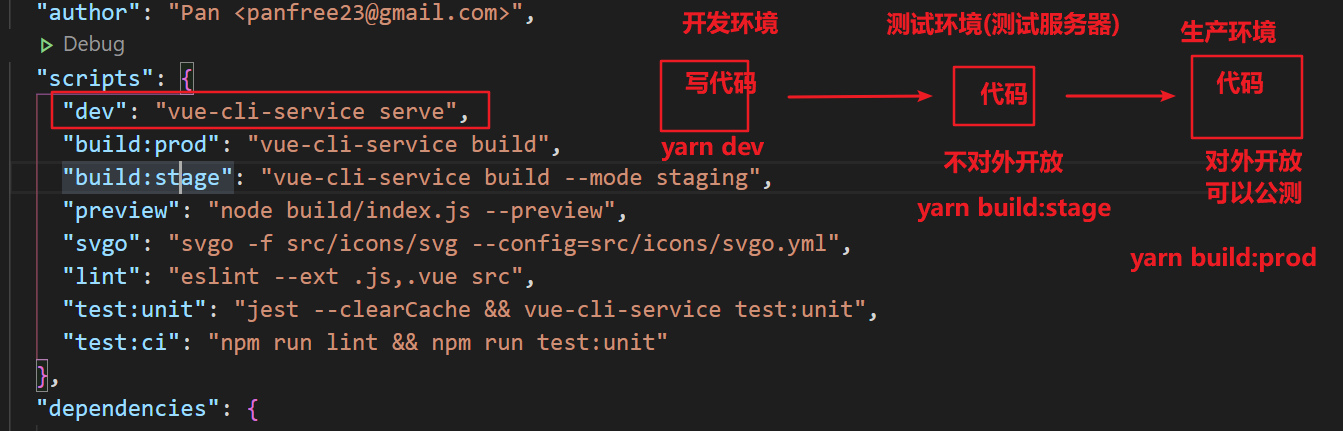 "author": "Pan <panfree23@gmail.com>",
Debug
"scripts": {
"dev": "vue-cli-service serve",
"build:prod": "vue-cli-service build",
"build:stage": "vue-cli-service build --mode staging",
"preview": "node build/index.js --preview",
"svgo": "svgo -f src/icons/svg --config=src/icons/svgo.yml",
"lint": "eslint --ext .js,.vue src",
"test:unit": "jest --clearCache && vue-cli-service test:unit",
"test:ci": "npm run lint && npm run test:unit"
},
"dependencies": {
开发环境
写代码
yarn dev
测试环境(测试服务器)
代码
不对外开放
yarn build:stage
生产环境
代码
对外开放
可以公测
yarn build:prod